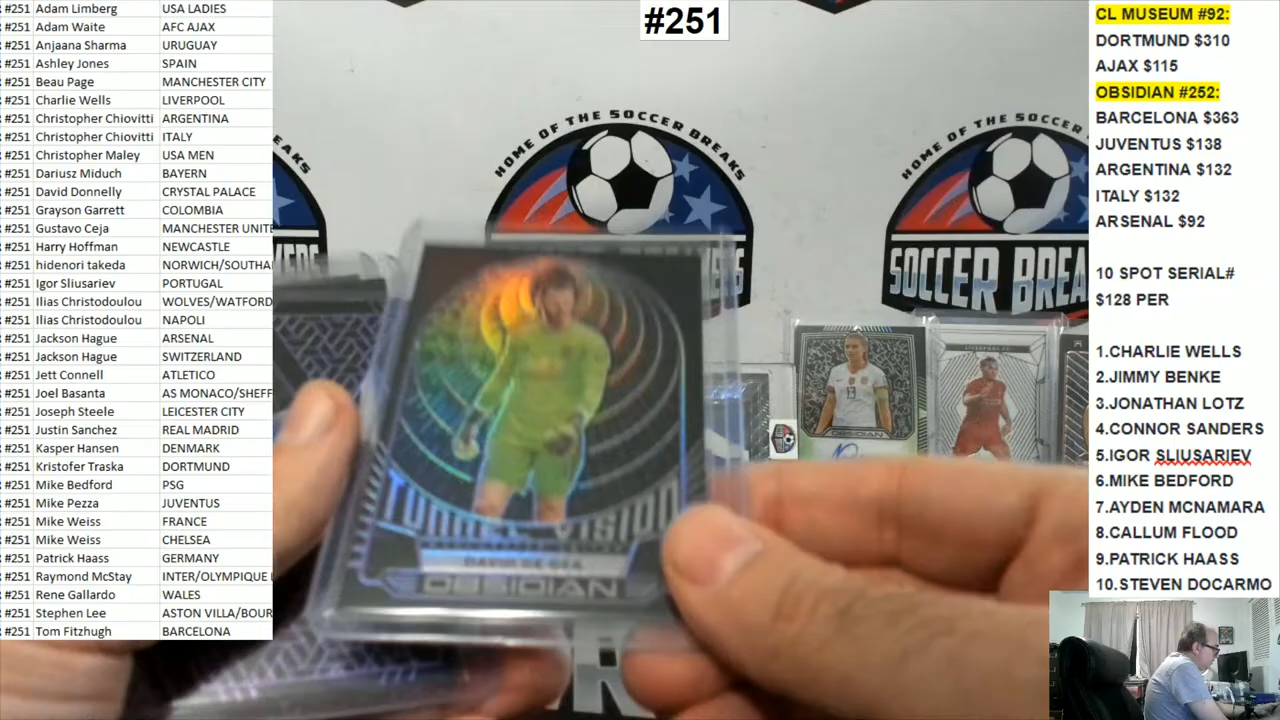 #251 Adam Limberg USA LADIES
#251 Adam Waite AFC AJAX
#251 Anjaana Sharma URUGUAY
#251 Ashley Jones SPAIN
#251 Beau Page MANCHESTER CITY
#251 Charlie Wells LIVERPOOL
#251 Christopher Chiovitti ARGENTINA
#251 Christopher Chiovitti ITALY
#251 Christopher Maley USA MEN
#251 Dariusz Miduch BAYERN
#251 David Donnelly CRYSTAL PALACE
#251 Grayson Garrett COLOMBIA
#251 Gustavo Ceja MANCHESTER UNITE
#251 Harry Hoffman NEWCASTLE
#251 hidenori takeda NORWICH/SOUTHA
#251 Igor Sliusariev PORTUGAL
#251 Ilias Christodoulou WOLVES/WATFORD
#251 Ilias Christodoulou NAPOLI
#251 Jackson Hague ARSENAL
#251 Jackson Hague SWITZERLAND
#251 Jett Connell ATLETICO
#251 Joel Basanta AS MONACO/SHEFF
#251 Joseph Steele LEICESTER CITY
#251 Justin Sanchez REAL MADRID
#251 Kasper Hansen DENMARK
#251 Kristofer Traska DORTMUND
#251 Mike Bedford PSG
#251 Mike Pezza JUVENTUS
#251 Mike Weiss FRANCE
#251 Mike Weiss CHELSEA
#251 Patrick Haass GERMANY
#251 Raymond McStay INTER/OLYMPIQUE
#251 Rene Gallardo WALES
#251 Stephen Lee ASTON VILLA/BOUR
#251 Tom Fitzhugh BARCELONA
#251
HOME OF THE SOCCER BREAKS
HOME OF THE SOCCER
SOCCER BREA
TUNNEL VISION
DAVID DE GEA
OBSIDIAN
13
OBSIDIAN
LIVERPOOL FC
CL MUSEUM #92:
DORTMUND $310
AJAX $115
OBSIDIAN #252:
BARCELONA $363
JUVENTUS $138
ARGENTINA $132
ITALY $132
ARSENAL $92
10 SPOT SERIAL#
$128 PER
1.CHARLIE WELLS
2.JIMMY BENKE
3.JONATHAN LOTZ
4.CONNOR SANDERS
5.IGOR SLIUSARIEV
6.MIKE BEDFORD
7.AYDEN MCNAMARA
8.CALLUM FLOOD
9.PATRICK HAASS
10.STEVEN DOCARMO